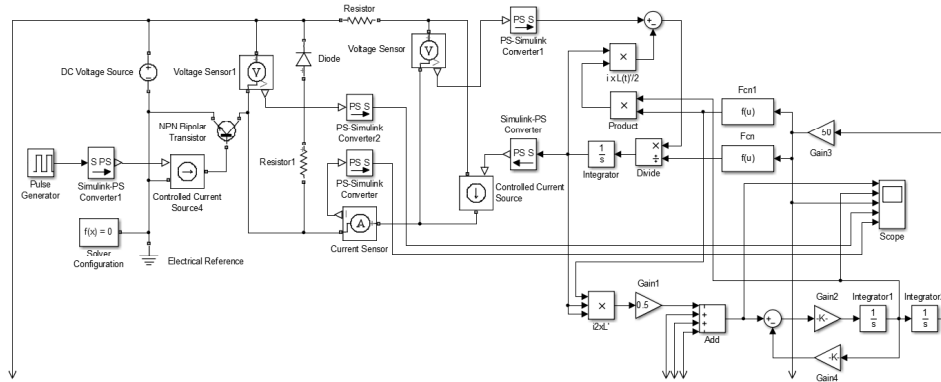 Resistor
PS S
PS-Simulink
Converter1
V
Voltage Sensor
DC Voltage Source
Voltage Sensor1
V
Diode
i x L(t)'/2
Fcn1
f(u)
Simulink-PS
Converter
Product
PS S
PS-Simulink
Converter2
NPN Bipolar
Transistor
Fcn
f(u)
50
Gain3
Resistor1
PS S
1
s
Integrator
Divide
Pulse
Generator
S PS
Simulink-PS
Converter1
Controlled Current
Source4
PS S
PS-Simulink
Converter
Controlled Current
Source
I
A
Current Sensor
Scope
f(x) = 0
Solver
Configuration
Electrical Reference
Gain1
0.5
i2xL'
Add
Gain2
-K-
Integrator1
1
s
Integrator
1
s
-K-
Gain4